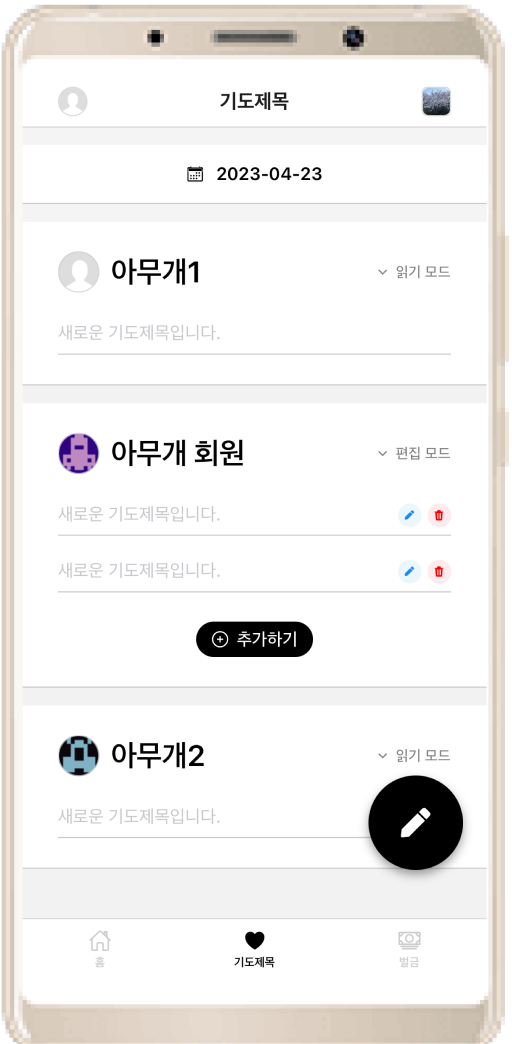 기도제목
2023-04-23
아무개1
읽기 모드
새로운 기도제목입니다.
아무개 회원
편집 모드
새로운 기도제목입니다.
새로운 기도제목입니다.
추가하기
아무개2
읽기 모드
새로운 기도제목입니다.
홈
기도제목
벌금